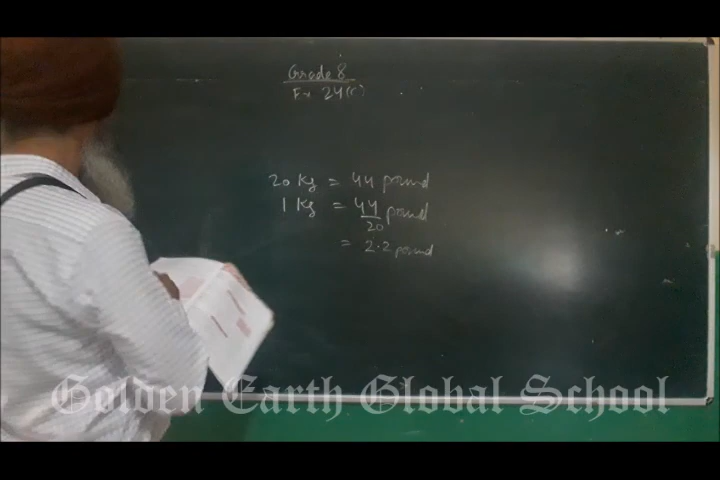 Grade 8
Ex 24(c)
20 Kg = 44 pound
1 Kg = 44/20 pound
= 2.2 pound
Golden Earth Global School